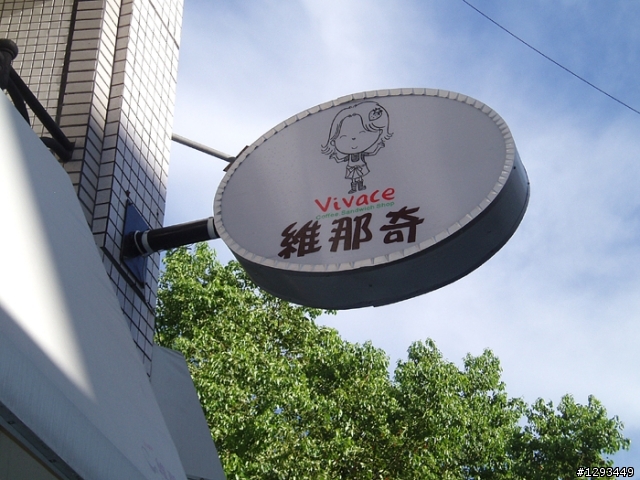 Vivace
Coffee Sandwich Shop
維那奇
#1293449